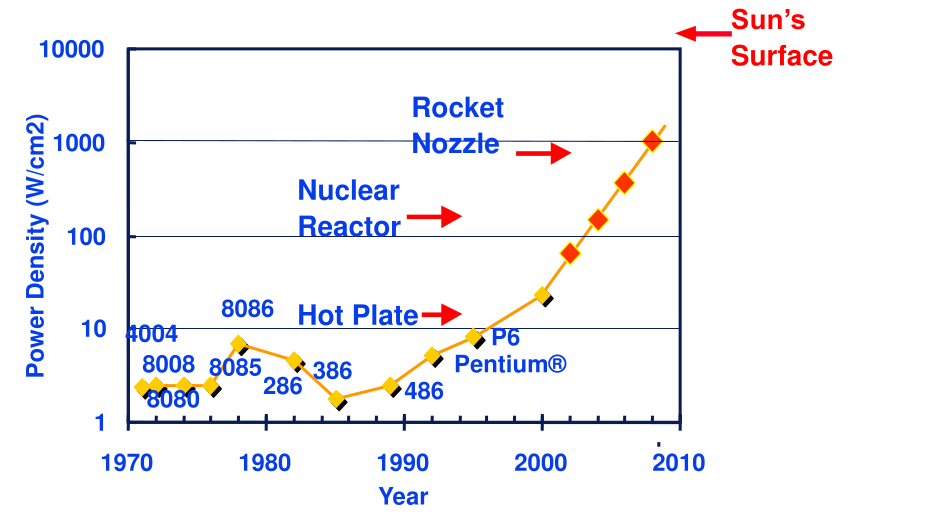 Sun's
Surface
10000
Rocket
Nozzle
1000
Nuclear
Reactor
100
8086
Hot Plate
10
4004
P6
8008
8085
386
Pentium®
286
486
8080
1
1970
1980
1990
2000
2010
Year
Power Density (W/cm2)